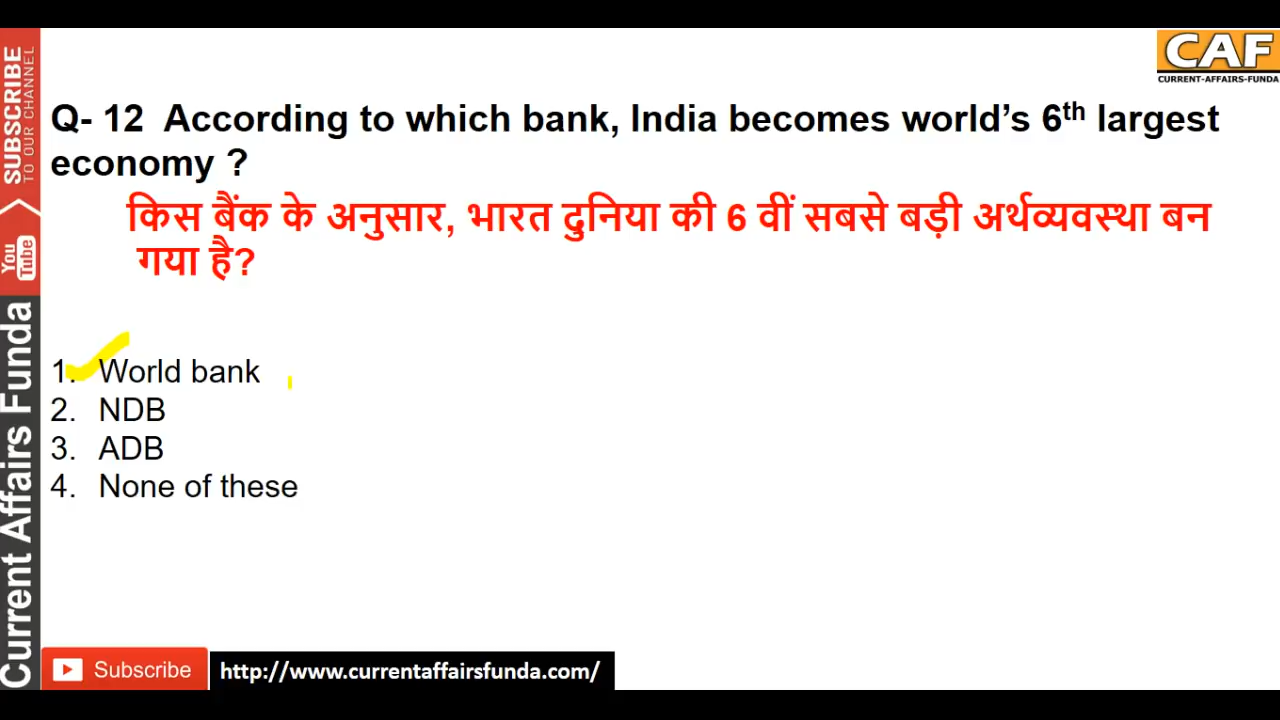 SUBSCRIBE
TO OUR CHANNEL
You
Tube
Current Affairs Funda
CAF
CURRENT-AFFAIRS-FUNDA
Q- 12 According to which bank, India becomes world’s 6th largest
economy ?
किस बैंक के अनुसार, भारत दुनिया की 6 वीं सबसे बड़ी अर्थव्यवस्था बन
गया है?
1. World bank
2. NDB
3. ADB
4. None of these
Subscribe http://www.currentaffairsfunda.com/